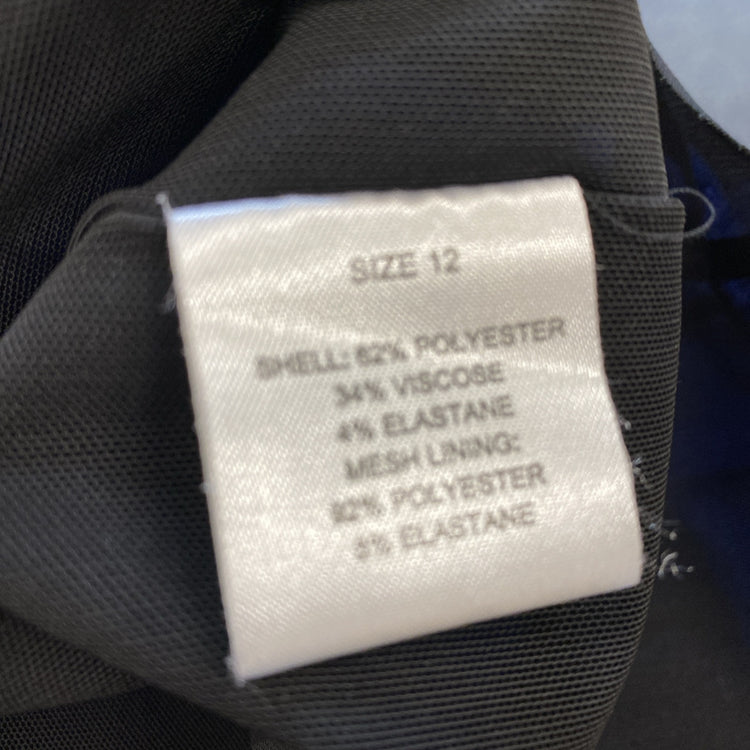 SIZE 12
SHELL: 62% POLYESTER
34% VISCOSE
4% ELASTANE
MESH LINING:
POLYESTER
ELASTANE